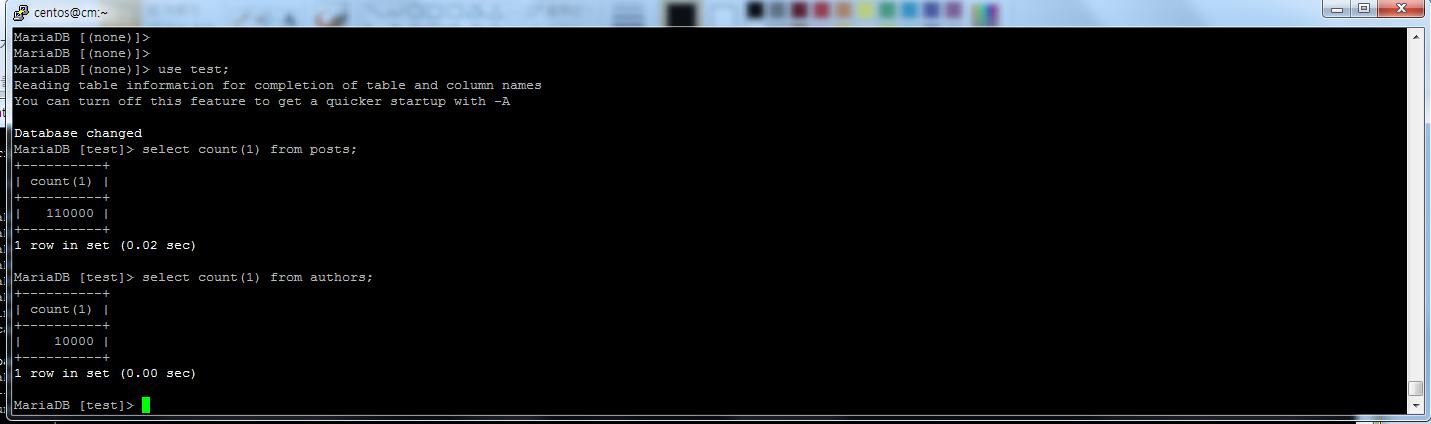 centos@cm:~
MariaDB [(none)]>
MariaDB [(none)]>
MariaDB [(none)]> use test;
Reading table information for completion of table and column names
You can turn off this feature to get a quicker startup with -A
Database changed
MariaDB [test]> select count(1) from posts;
+----------+
| count(1) |
+----------+
|   110000 |
+----------+
1 row in set (0.02 sec)
MariaDB [test]> select count(1) from authors;
+----------+
| count(1) |
+----------+
|    10000 |
+----------+
1 row in set (0.00 sec)
MariaDB [test]>